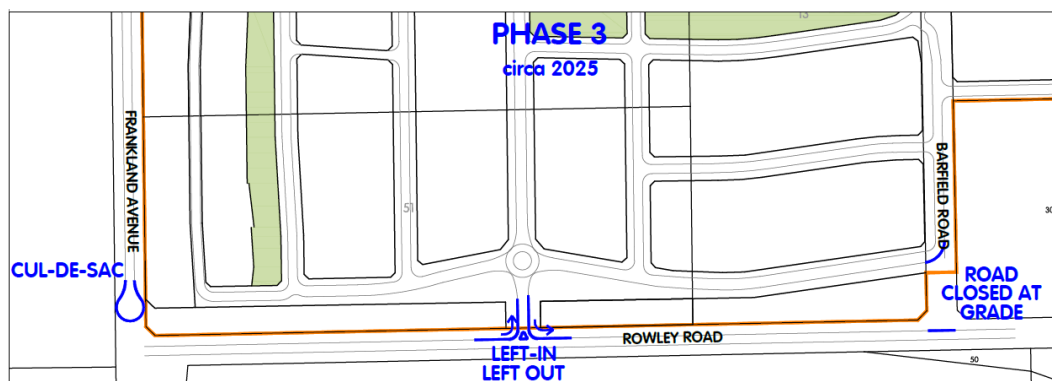 13
PHASE 3
circa 2025
FRANKLAND AVENUE
BARFIELD ROAD
51
30
CUL-DE-SAC
ROAD
CLOSED AT
GRADE
ROWLEY ROAD
LEFT-IN
LEFT OUT
50